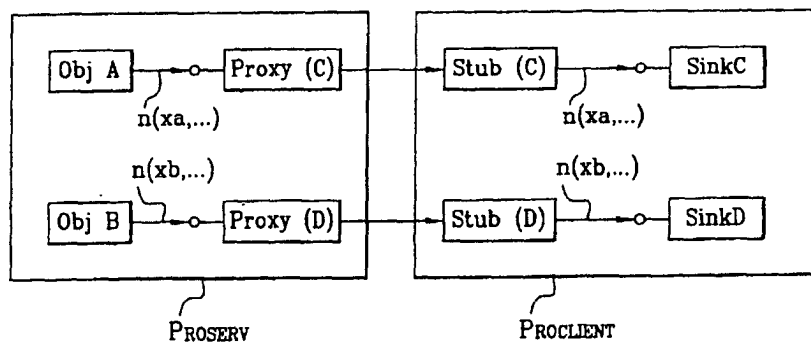 Obj A
Proxy (C)
Stub (C)
SinkC
n(xa,...)
n(xa,...)
n(xb,...)
n(xb,...)
Obj B
Proxy (D)
Stub (D)
SinkD
PROSERV
PROCLIENT